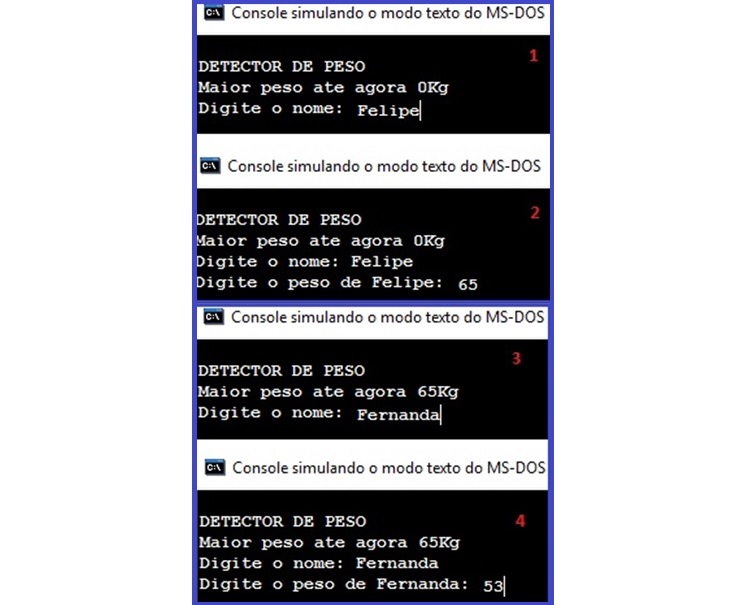 C:\ Console simulando o modo texto do MS-DOS
1
DETECTOR DE PESO
Maior peso ate agora 0Kg
Digite o nome: Felipe
C:\ Console simulando o modo texto do MS-DOS
2
DETECTOR DE PESO
Maior peso ate agora 0Kg
Digite o nome: Felipe
Digite o peso de Felipe: 65
C:\ Console simulando o modo texto do MS-DOS
3
DETECTOR DE PESO
Maior peso ate agora 65Kg
Digite o nome: Fernanda
C:\ Console simulando o modo texto do MS-DOS
DETECTOR DE PESO 4
Maior peso ate agora 65Kg
Digite o nome: Fernanda
Digite o peso de Fernanda: 53